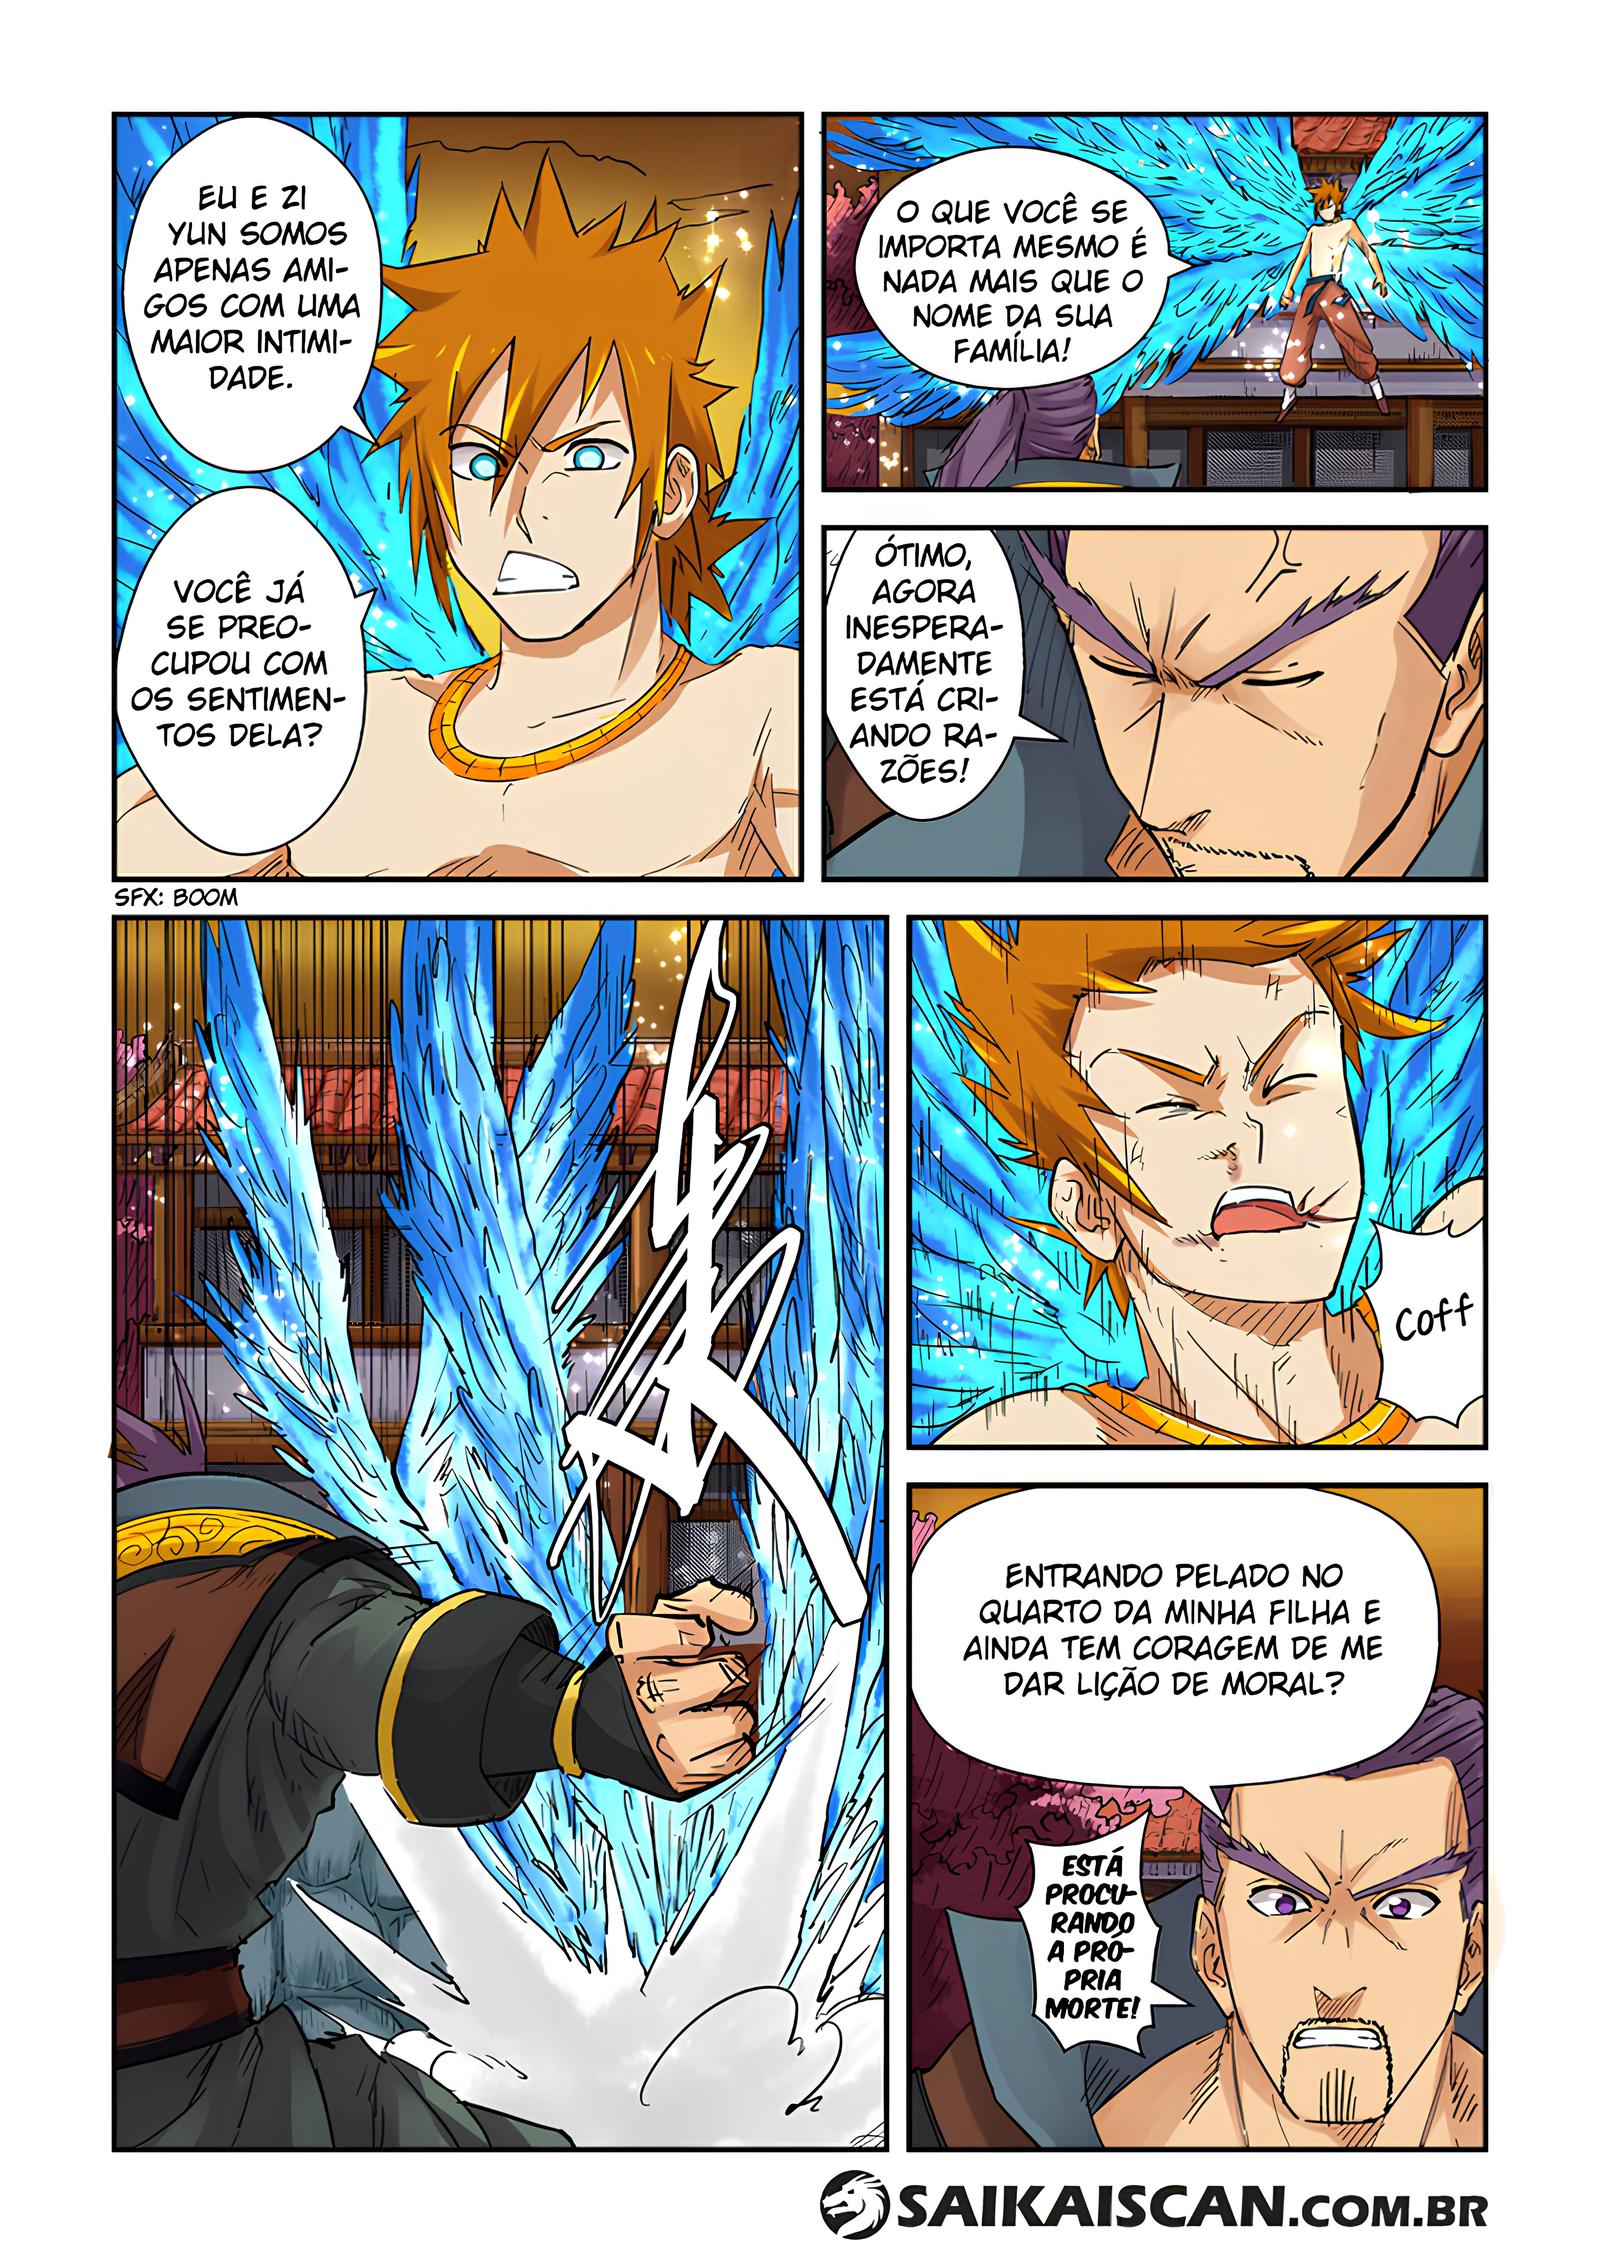 EU E ZI
YUN SOMOS
APENAS AMI-
GOS COM UMA
MAIOR INTIMI-
DADE.
VOCÊ JÁ
SE PREO-
CUPOU COM
OS SENTIMEN-
TOS DELA?
O QUE VOCÊ SE
IMPORTA MESMO É
NADA MAIS QUE O
NOME DA SUA
FAMÍLIA!
ÓTIMO,
AGORA
INESPERA-
DAMENTE
ESTÁ CRI-
ANDO RA-
ZÕES!
SFX: BOOM
Coff
ENTRANDO PELADO NO
QUARTO DA MINHA FILHA E
AINDA TEM CORAGEM DE ME
DAR LIÇÃO DE MORAL?
ESTÁ
PROCU-
RANDO
A PRÓ-
PRIA
MORTE!
SAIKAISCAN.COM.BR